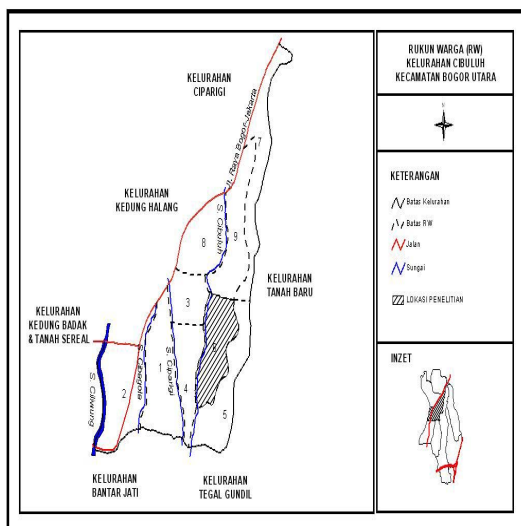 KELURAHAN
CIPARIGI
Jl. Raya Bogor-Jakarta
7
KELURAHAN
KEDUNG HALANG
S. Cibuluh
8
9
KELURAHAN
TANAH BARU
3
KELURAHAN
KEDUNG BADAK
& TANAH SEREAL
S. Ciliwung
2
S. Cipagola
1
S. Ciparigi
4
6
5
KELURAHAN
BANTAR JATI
KELURAHAN
TEGAL GUNDIL
RUKUN WARGA (RW)
KELURAHAN CIBULUH
KECAMATAN BOGOR UTARA
N
KETERANGAN
Batas Kelurahan
Batas RW
Jalan
Sungai
LOKASI PENELITIAN
INZET